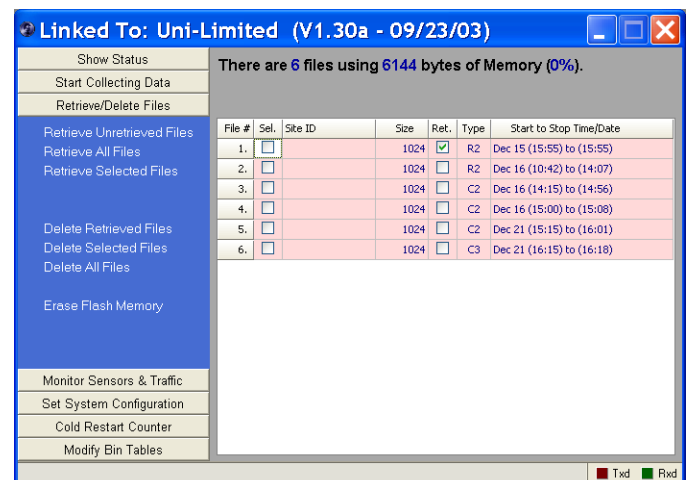 Linked To: Uni-Limited (V1.30a - 09/23/03)
Show Status
Start Collecting Data
Retrieve/Delete Files
Retrieve Unretrieved Files
Retrieve All Files
Retrieve Selected Files
Delete Retrieved Files
Delete Selected Files
Delete All Files
Erase Flash Memory
Monitor Sensors & Traffic
Set System Configuration
Cold Restart Counter
Modify Bin Tables
There are 6 files using 6144 bytes of Memory (0%).
File # Sel. Site ID Size Ret. Type Start to Stop Time/Date
1. 1024 R2 Dec 15 (15:55) to (15:55)
2. 1024 R2 Dec 16 (10:42) to (14:07)
3. 1024 C2 Dec 16 (14:15) to (14:56)
4. 1024 C2 Dec 16 (15:00) to (15:08)
5. 1024 C2 Dec 21 (15:15) to (16:01)
6. 1024 C3 Dec 21 (16:15) to (16:18)
Txd Rxd